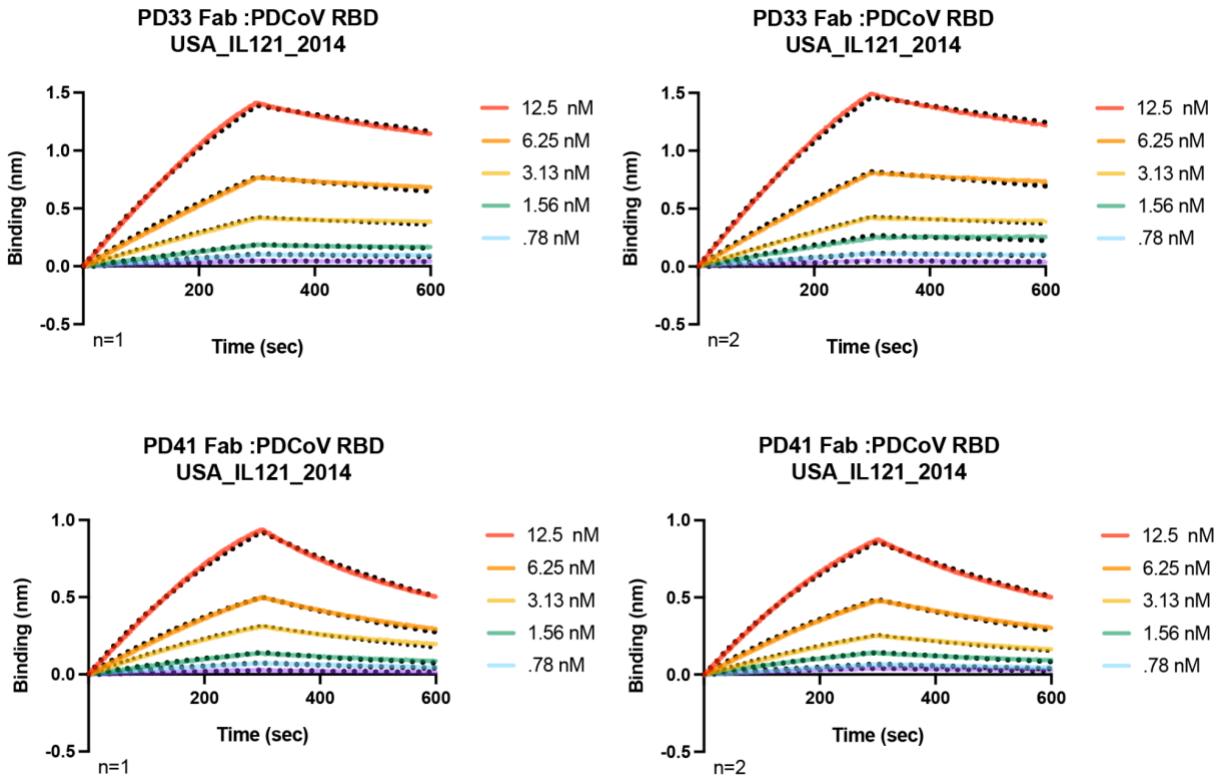 PD33 Fab :PDCoV RBD
USA_IL121_2014
1.5
1.0
0.5
0.0
-0.5
Binding (nm)
200
400
600
Time (sec)
n=1
12.5 nM
6.25 nM
3.13 nM
1.56 nM
.78 nM
PD33 Fab :PDCoV RBD
USA_IL121_2014
1.5
1.0
0.5
0.0
-0.5
Binding (nm)
200
400
600
Time (sec)
n=2
12.5 nM
6.25 nM
3.13 nM
1.56 nM
.78 nM
PD41 Fab :PDCoV RBD
USA_IL121_2014
1.0
0.5
0.0
-0.5
Binding (nm)
200
400
600
Time (sec)
n=1
12.5 nM
6.25 nM
3.13 nM
1.56 nM
.78 nM
PD41 Fab :PDCoV RBD
USA_IL121_2014
1.0
0.5
0.0
-0.5
Binding (nm)
200
400
600
Time (sec)
n=2
12.5 nM
6.25 nM
3.13 nM
1.56 nM
.78 nM